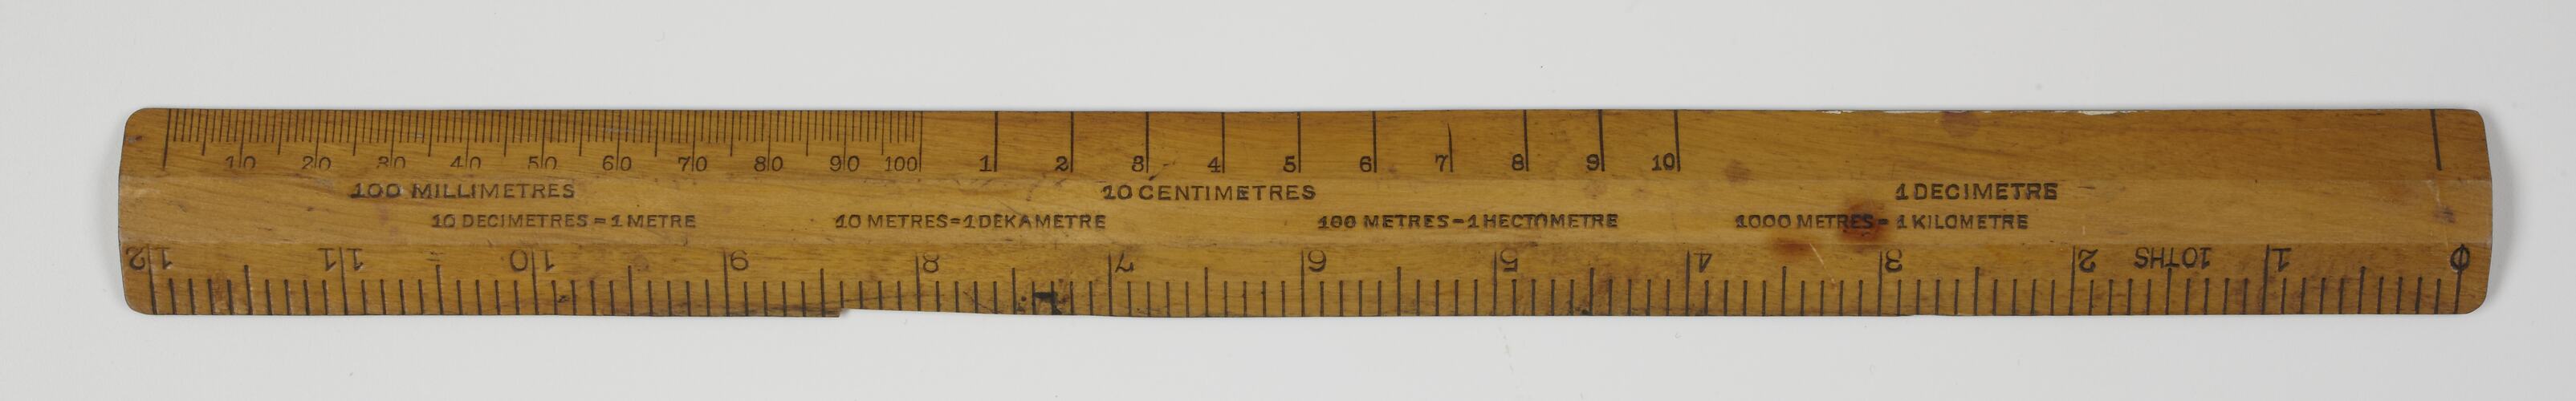 10 20 30 40 50 60 70 80 90 100 1 2 3 4 5 6 7 8 9 10
100 MILLIMETRES 10 CENTIMETRES 1 DECIMETRE
10 DECIMETRES = 1 METRE 10 METRES=1 DEKAMETRE 100 METRES=1 HECTOMETRE 1000 METRES= 1 KILOMETRE
0 1 10THS 2 3 4 5 6 7 8 9 10 11 12